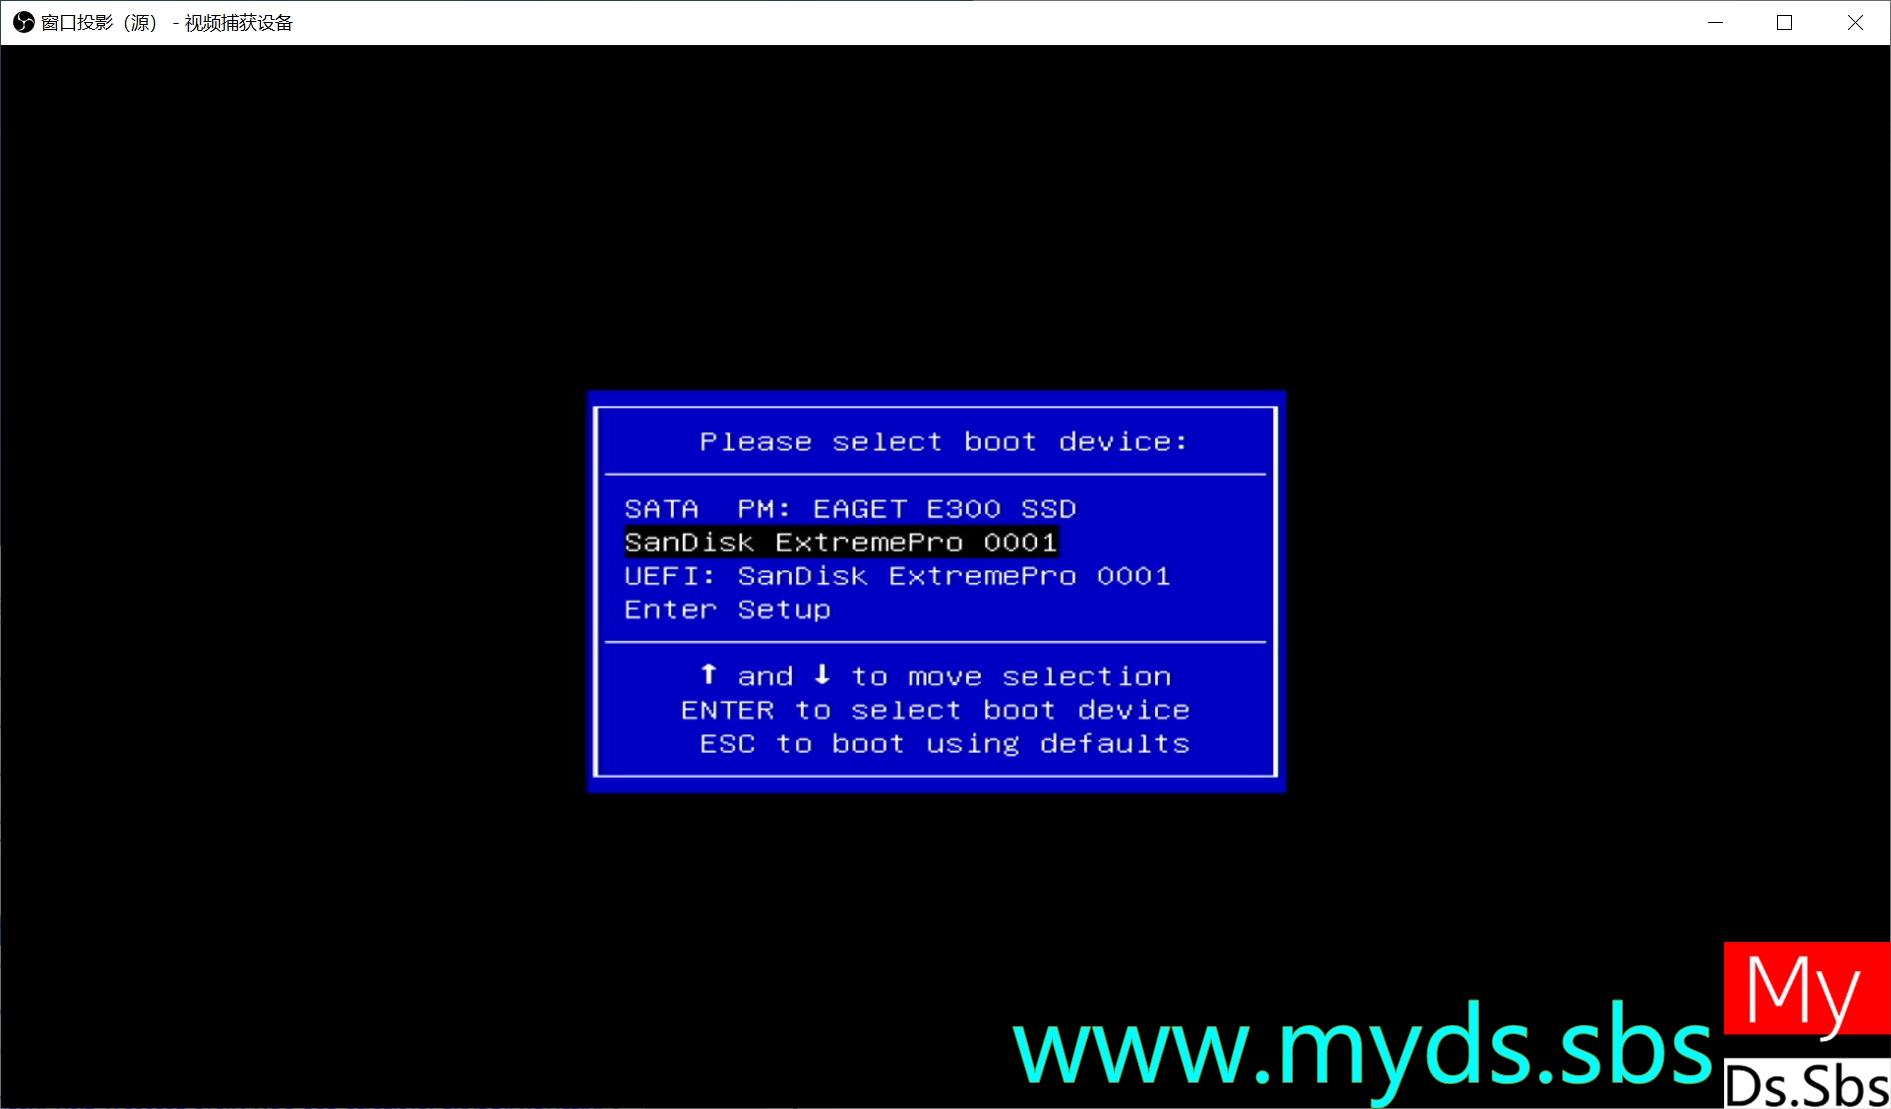 窗口投影（源） - 视频捕获设备
Please select boot device:
SATA  PM: EAGET E300 SSD
SanDisk ExtremePro 0001
UEFI: SanDisk ExtremePro 0001
Enter Setup
↑ and ↓ to move selection
ENTER to select boot device
ESC to boot using defaults
My
www.myds.sbs
Ds.Sbs